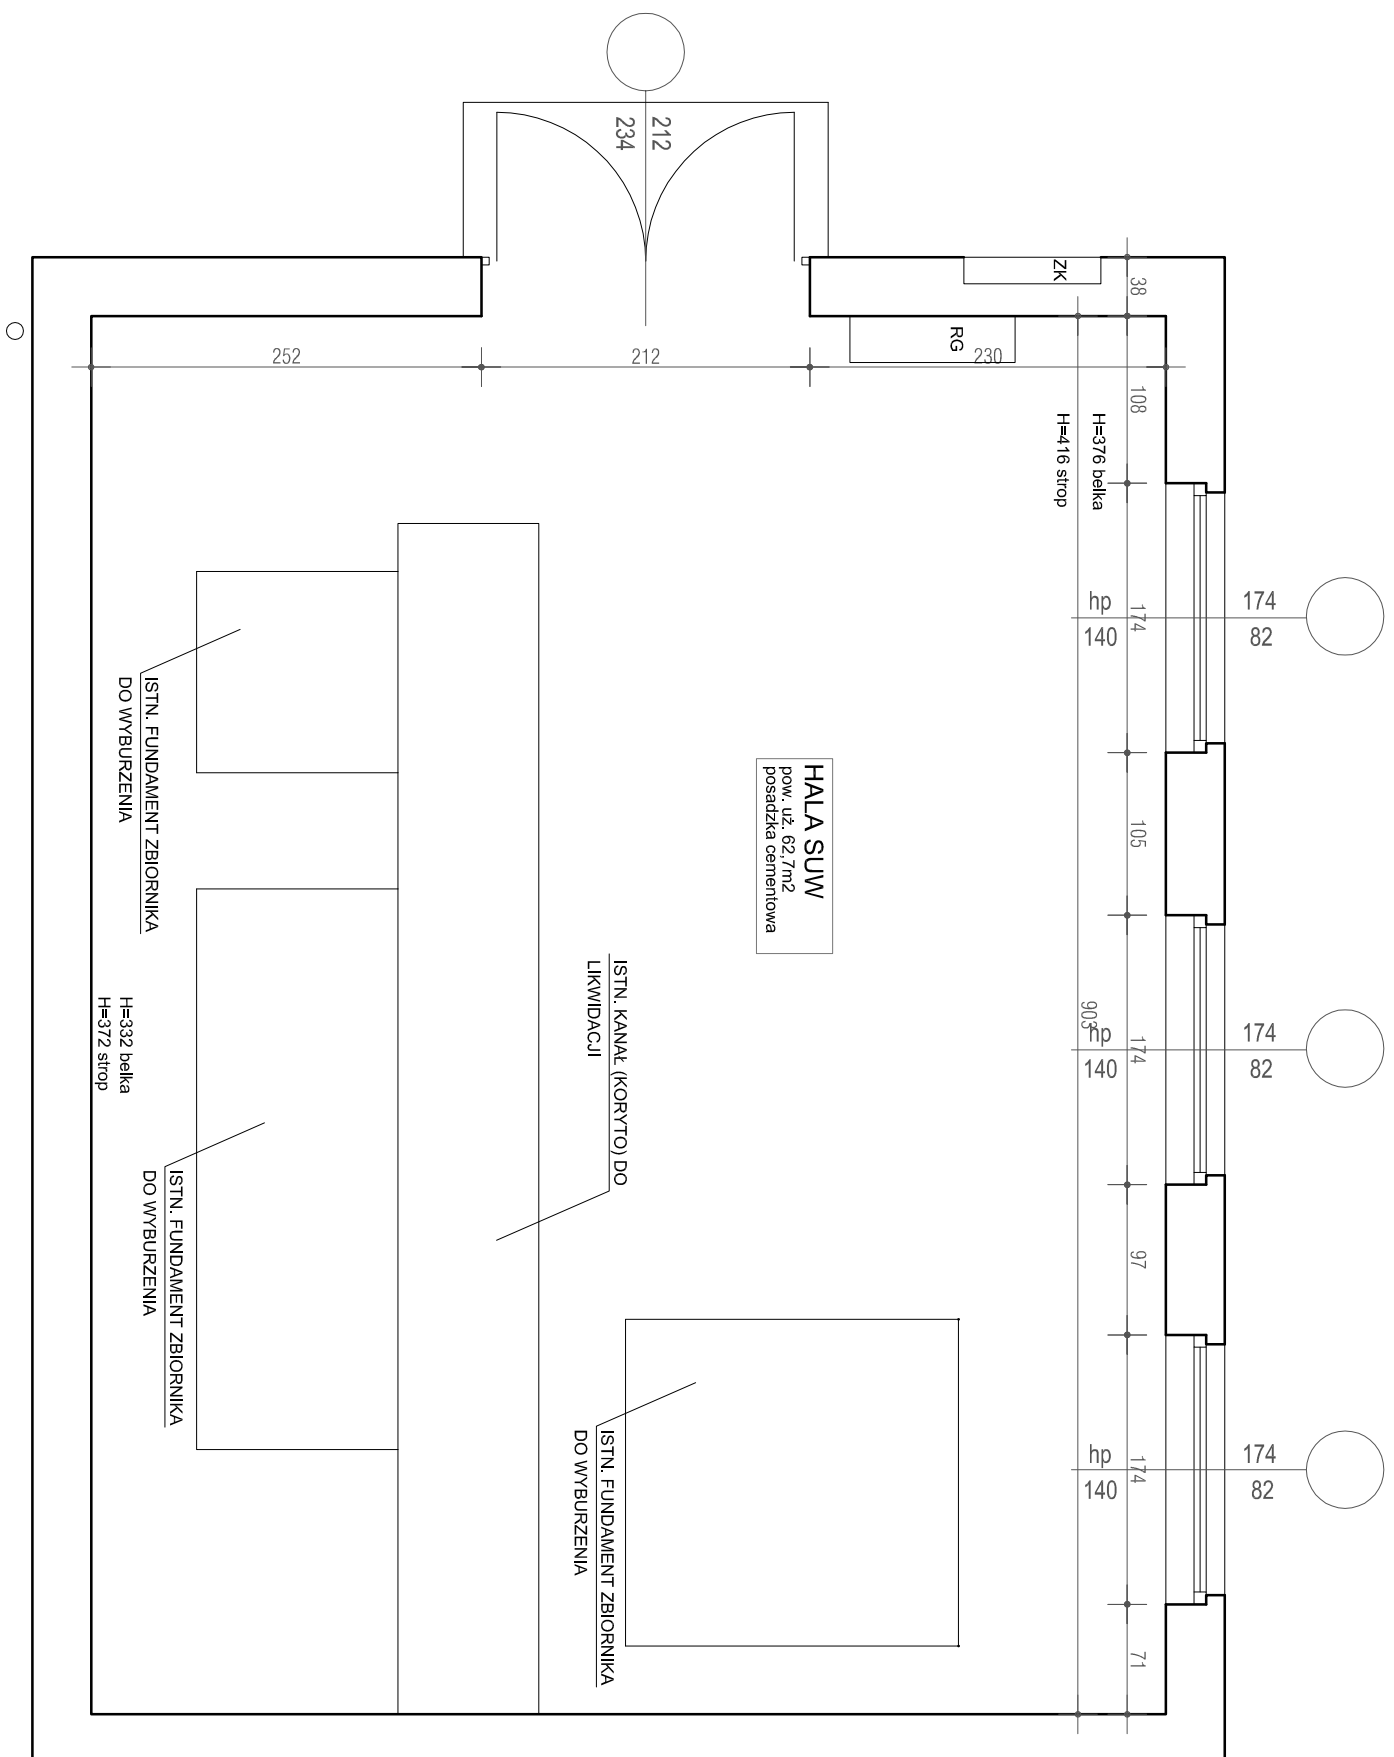 212
234
ZK
38
RG
252
212
230
108
H=376 belka
H=416 strop
hp
140
174
174
82
ISTN. FUNDAMENT ZBIORNIKA
DO WYBURZENIA
HALA SUW
pow. uż. 62,7m2
posadzka cementowa
105
ISTN. KANAŁ (KORYTO) DO
LIKWIDACJI
H=332 belka
H=372 strop
903
hp
140
174
174
82
ISTN. FUNDAMENT ZBIORNIKA
DO WYBURZENIA
97
ISTN. FUNDAMENT ZBIORNIKA
DO WYBURZENIA
hp
140
174
174
82
71